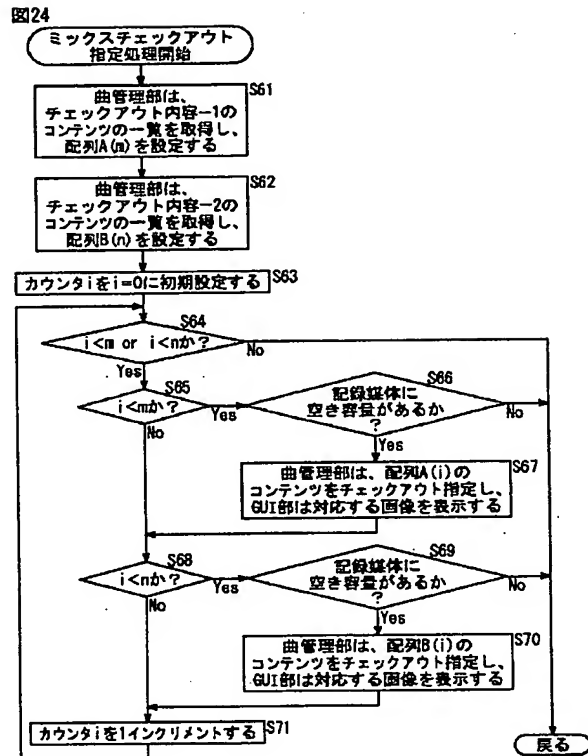 図24
ミックスチェックアウト
指定処理開始
S61
曲管理部は、
チェックアウト内容-1の
コンテンツの一覧を取得し、
配列A(m)を設定する
S62
曲管理部は、
チェックアウト内容-2の
コンテンツの一覧を取得し、
配列B(n)を設定する
カウンタiをi=0に初期設定する
S63
S64
i<m or i<nか?
No
Yes
S65
i<mか?
Yes
No
S66
記録媒体に
空き容量があるか
?
No
Yes
S67
曲管理部は、配列A(i)の
コンテンツをチェックアウト指定し、
GUI部は対応する画像を表示する
S68
i<nか?
Yes
No
S69
記録媒体に
空き容量があるか
?
No
Yes
S70
曲管理部は、配列B(i)の
コンテンツをチェックアウト指定し、
GUI部は対応する画像を表示する
カウンタiを1インクリメントする
S71
戻る